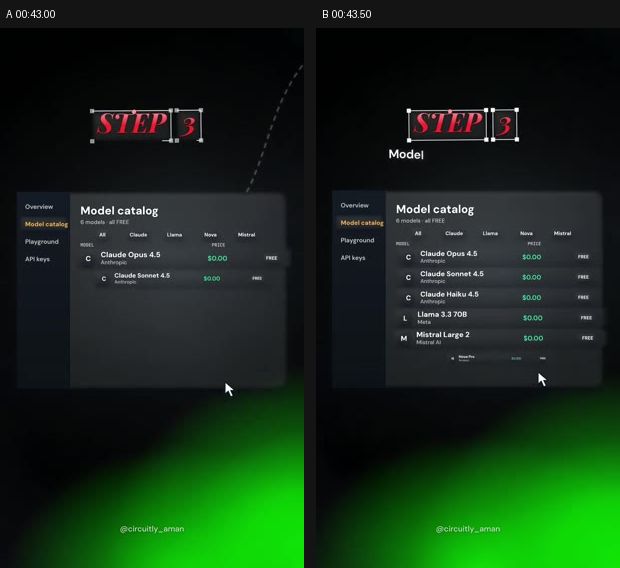 A 00:43.00
STEP 3
Overview
Model catalog
Playground
API keys
Model catalog
6 models · all FREE
All Claude Llama Nova Mistral
MODEL PRICE
C Claude Opus 4.5 $0.00 FREE
Anthropic
C Claude Sonnet 4.5 $0.00 FREE
Anthropic
@circuitly_aman
B 00:43.50
STEP 3
Model
Overview
Model catalog
Playground
API keys
Model catalog
6 models · all FREE
All Claude Llama Nova Mistral
MODEL PRICE
C Claude Opus 4.5 $0.00 FREE
Anthropic
C Claude Sonnet 4.5 $0.00 FREE
Anthropic
C Claude Haiku 4.5 $0.00 FREE
Anthropic
L Llama 3.3 70B $0.00 FREE
Meta
M Mistral Large 2 $0.00 FREE
Mistral AI
N Nova Pro $0.00 FREE
@circuitly_aman